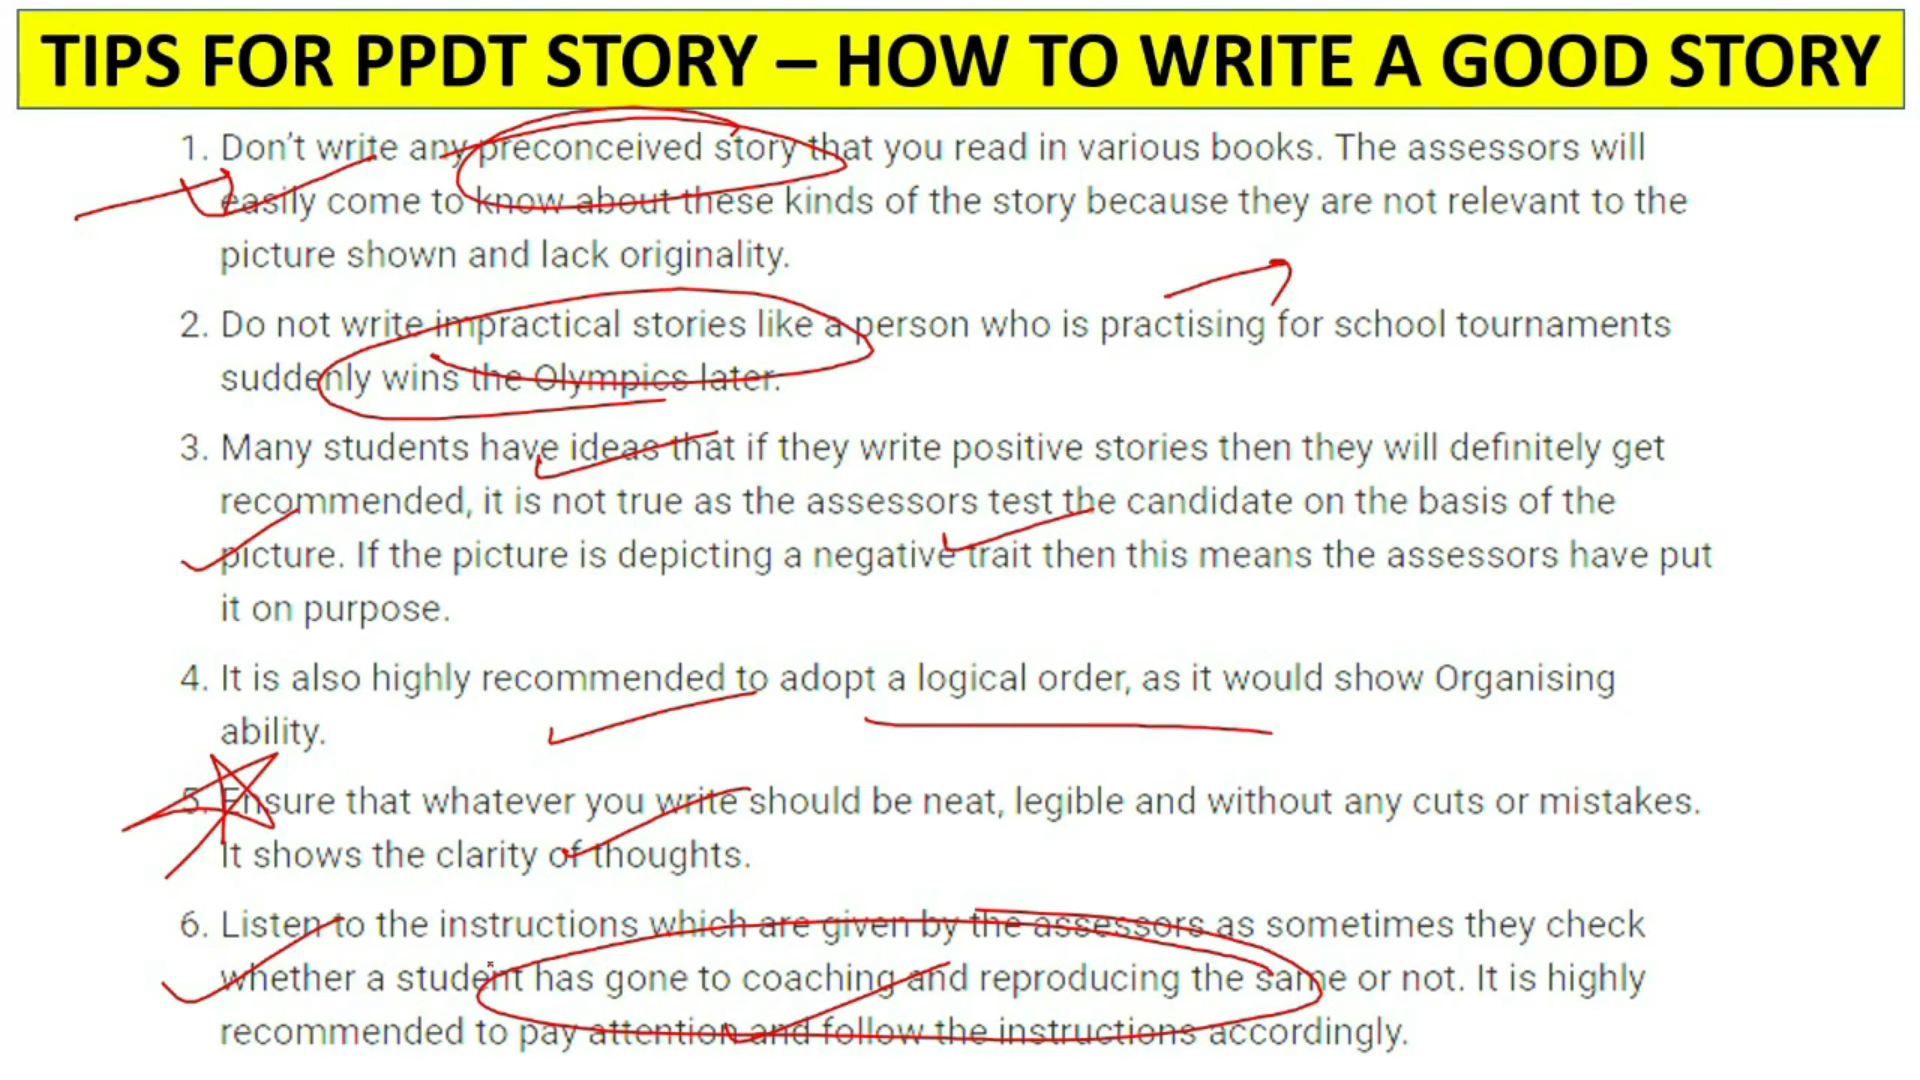 TIPS FOR PPDT STORY – HOW TO WRITE A GOOD STORY
1. Don’t write any preconceived story that you read in various books. The assessors will
easily come to know about these kinds of the story because they are not relevant to the
picture shown and lack originality.
2. Do not write impractical stories like a person who is practising for school tournaments
suddenly wins the Olympics later.
3. Many students have ideas that if they write positive stories then they will definitely get
recommended, it is not true as the assessors test the candidate on the basis of the
picture. If the picture is depicting a negative trait then this means the assessors have put
it on purpose.
4. It is also highly recommended to adopt a logical order, as it would show Organising
ability.
5. Ensure that whatever you write should be neat, legible and without any cuts or mistakes.
It shows the clarity of thoughts.
6. Listen to the instructions which are given by the assessors as sometimes they check
whether a student has gone to coaching and reproducing the same or not. It is highly
recommended to pay attention and follow the instructions accordingly.